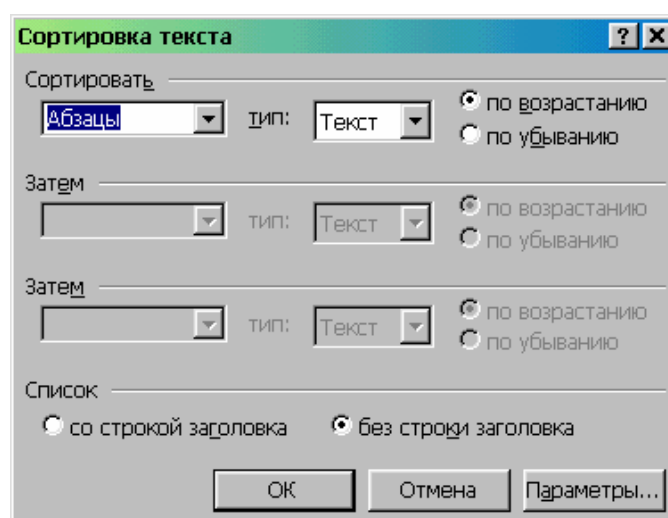 Сортировка текста
Сортировать
Абзацы тип: Текст по возрастанию
по убыванию
Затем
тип: Текст по возрастанию
по убыванию
Затем
тип: Текст по возрастанию
по убыванию
Список
со строкой заголовка без строки заголовка
ОК Отмена Параметры...